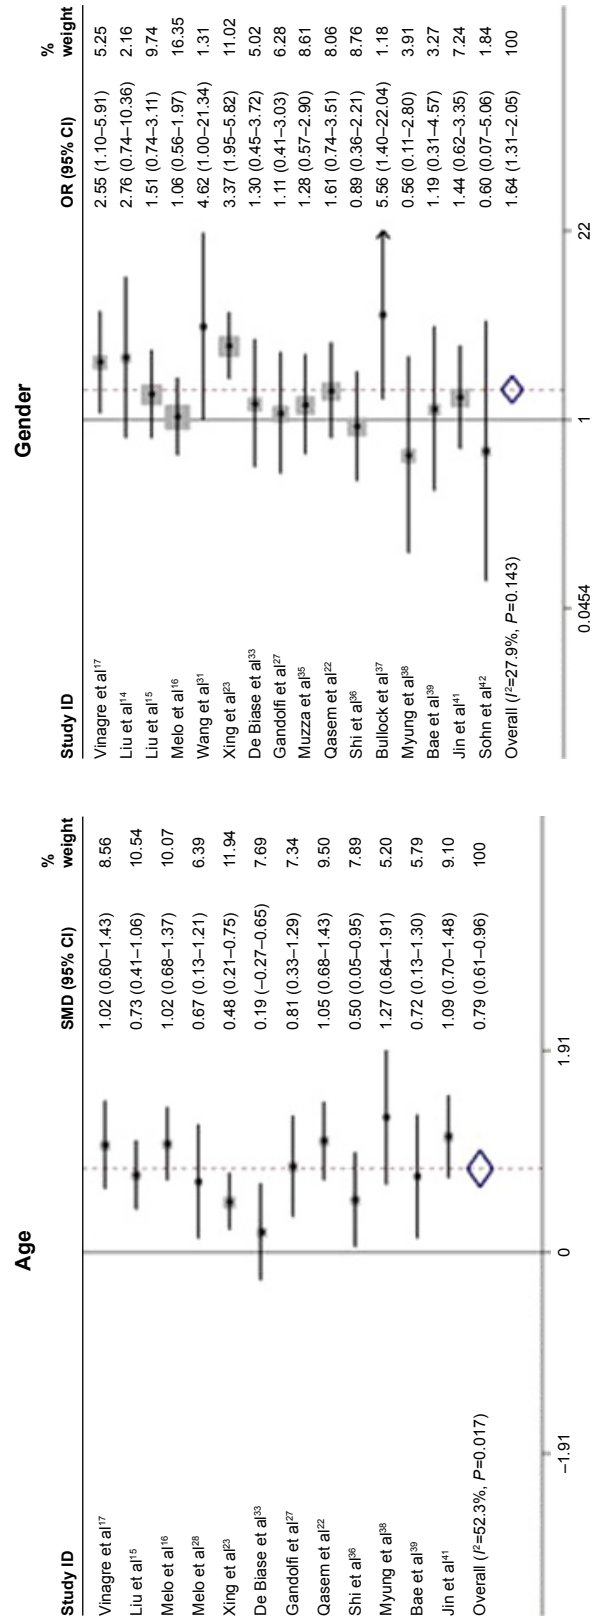 Age
Study ID SMD (95% CI) % weight
Vinagre et al17 1.02 (0.60–1.43) 8.56
Liu et al15 0.73 (0.41–1.06) 10.54
Melo et al16 1.02 (0.68–1.37) 10.07
Melo et al28 0.67 (0.13–1.21) 6.39
Xing et al23 0.48 (0.21–0.75) 11.94
De Biase et al33 0.19 (−0.27–0.65) 7.69
Gandolfi et al27 0.81 (0.33–1.29) 7.34
Qasem et al22 1.05 (0.68–1.43) 9.50
Shi et al36 0.50 (0.05–0.95) 7.89
Myung et al38 1.27 (0.64–1.91) 5.20
Bae et al39 0.72 (0.13–1.30) 5.79
Jin et al41 1.09 (0.70–1.48) 9.10
Overall (I2=52.3%, P=0.017) 0.79 (0.61–0.96) 100
−1.91 0 1.91
Gender
Study ID OR (95% CI) % weight
Vinagre et al17 2.55 (1.10–5.91) 5.25
Liu et al14 2.76 (0.74–10.36) 2.16
Liu et al15 1.51 (0.74–3.11) 9.74
Melo et al16 1.06 (0.56–1.97) 16.35
Wang et al31 4.62 (1.00–21.34) 1.31
Xing et al23 3.37 (1.95–5.82) 11.02
De Biase et al33 1.30 (0.45–3.72) 5.02
Gandolfi et al27 1.11 (0.41–3.03) 6.28
Muzza et al35 1.28 (0.57–2.90) 8.61
Qasem et al22 1.61 (0.74–3.51) 8.06
Shi et al36 0.89 (0.36–2.21) 8.76
Bullock et al37 5.56 (1.40–22.04) 1.18
Myung et al38 0.56 (0.11–2.80) 3.91
Bae et al39 1.19 (0.31–4.57) 3.27
Jin et al41 1.44 (0.62–3.35) 7.24
Sohn et al42 0.60 (0.07–5.06) 1.84
Overall (I2=27.9%, P=0.143) 1.64 (1.31–2.05) 100
0.0454 1 22